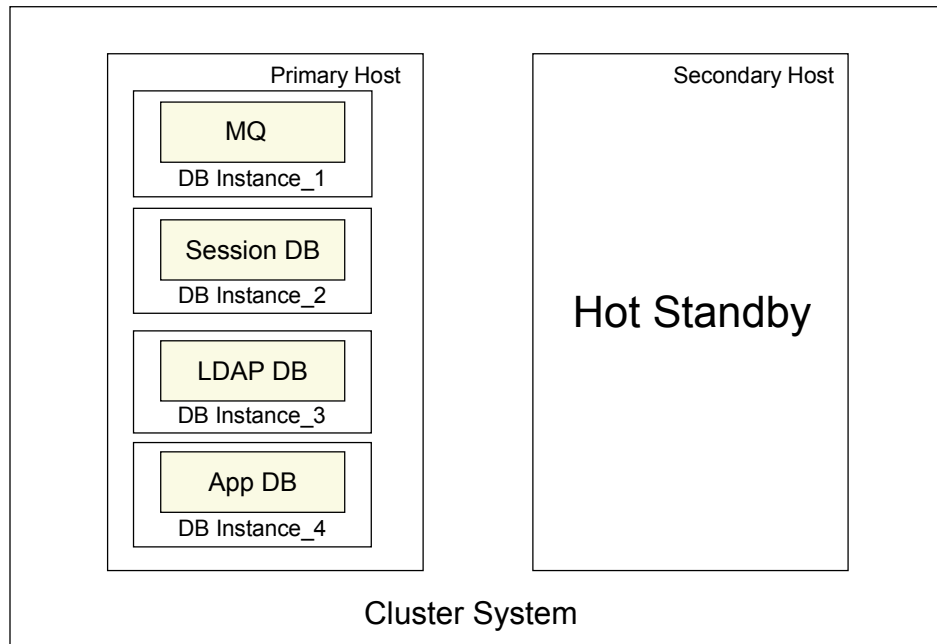 Primary Host
MQ
DB Instance_1
Session DB
DB Instance_2
LDAP DB
DB Instance_3
App DB
DB Instance_4
Secondary Host
Hot Standby
Cluster System